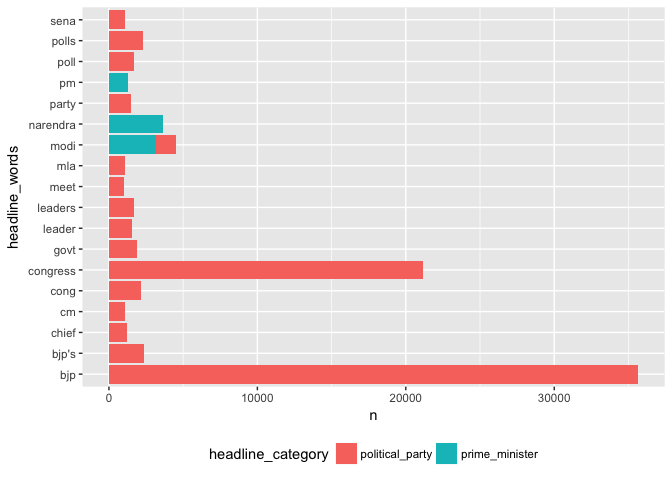 sena
polls
poll
pm
party
narendra
modi
mla
meet
leaders
leader
govt
congress
cong
cm
chief
bjp's
bjp
headline_words
0 10000 20000 30000
n
headline_category political_party prime_minister